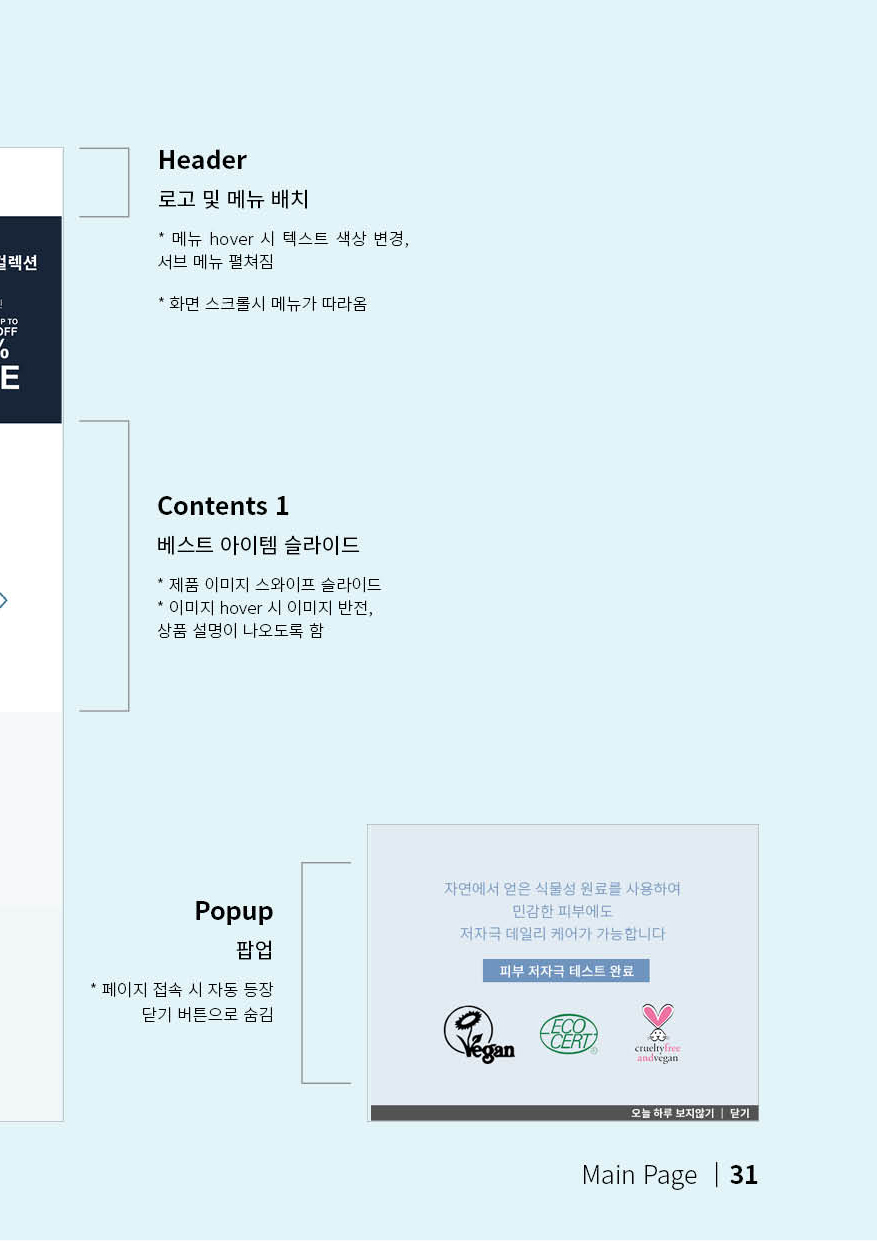 Header
로고 및 메뉴 배치
* 메뉴 hover 시 텍스트 색상 변경,
서브 메뉴 펼쳐짐
* 화면 스크롤시 메뉴가 따라옴
컬렉션
P TO
OFF
%
E
Contents 1
베스트 아이템 슬라이드
* 제품 이미지 스와이프 슬라이드
* 이미지 hover 시 이미지 반전,
상품 설명이 나오도록 함
Popup
팝업
* 페이지 접속 시 자동 등장
닫기 버튼으로 숨김
자연에서 얻은 식물성 원료를 사용하여
민감한 피부에도
저자극 데일리 케어가 가능합니다
피부 저자극 테스트 완료
Vegan
ECO
CERT
®
crueltyfree
andvegan
오늘 하루 보지않기 | 닫기
Main Page | 31